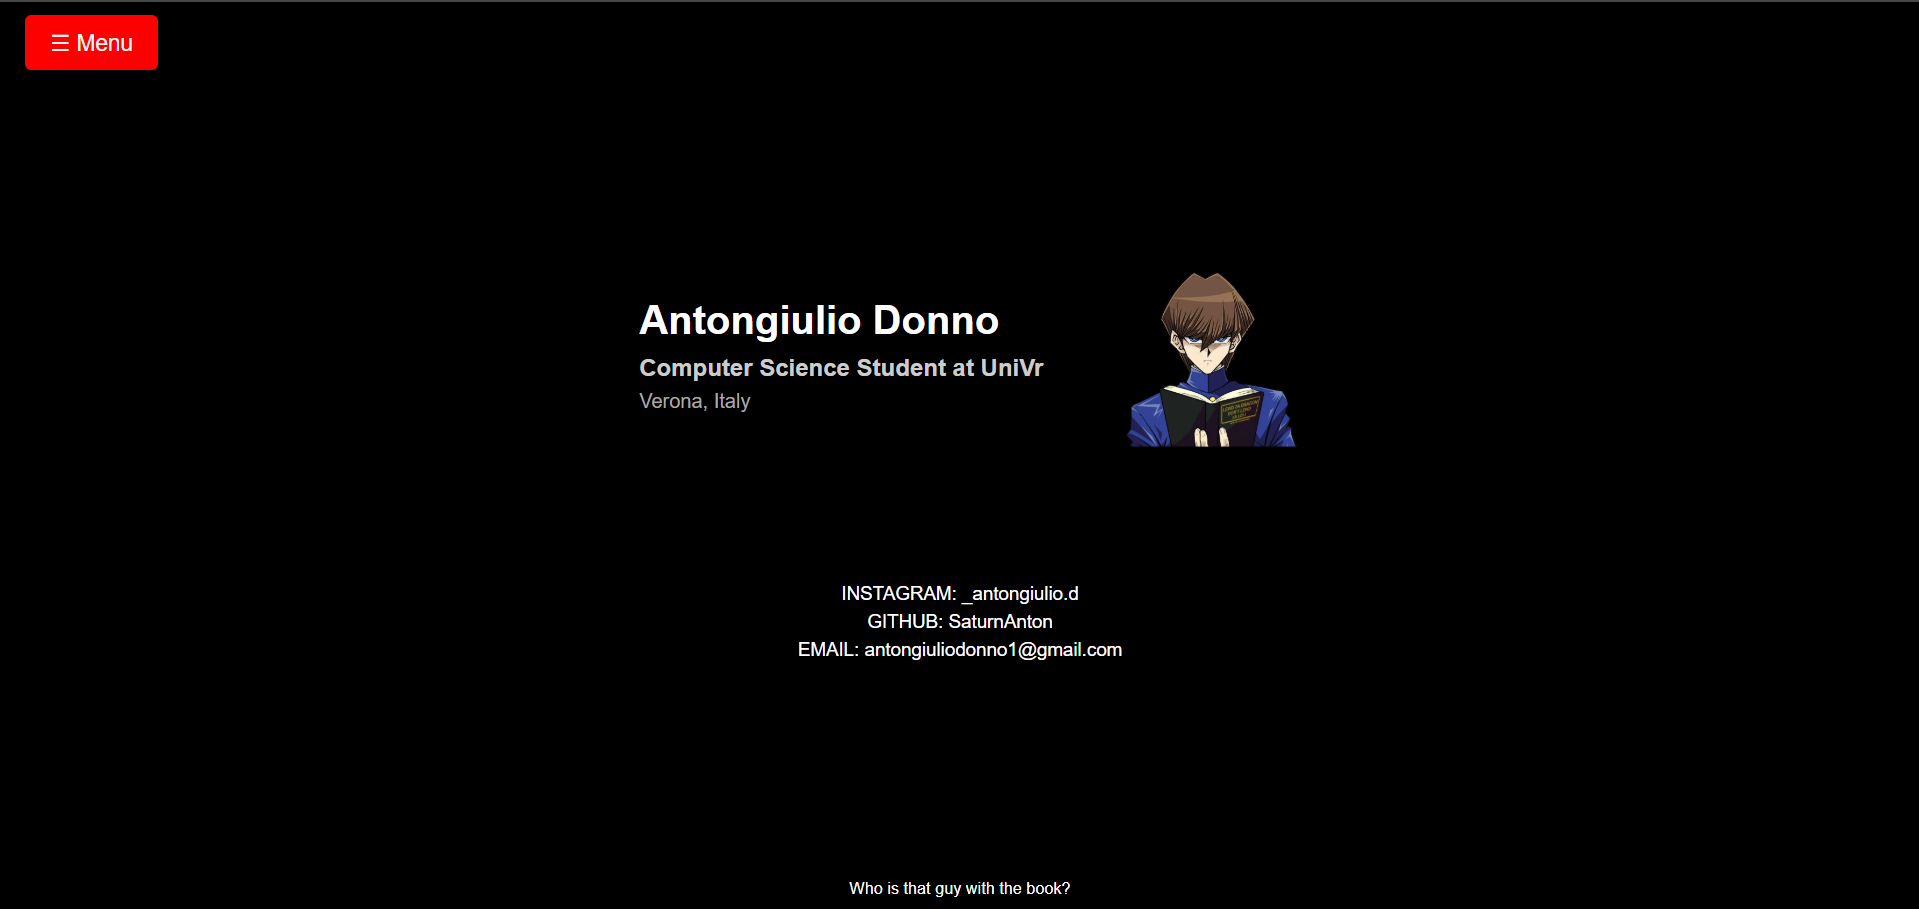 ☰ Menu
Antongiulio Donno
Computer Science Student at UniVr
Verona, Italy
INSTAGRAM: _antongiulio.d
GITHUB: SaturnAnton
EMAIL: antongiuliodonno1@gmail.com
Who is that guy with the book?